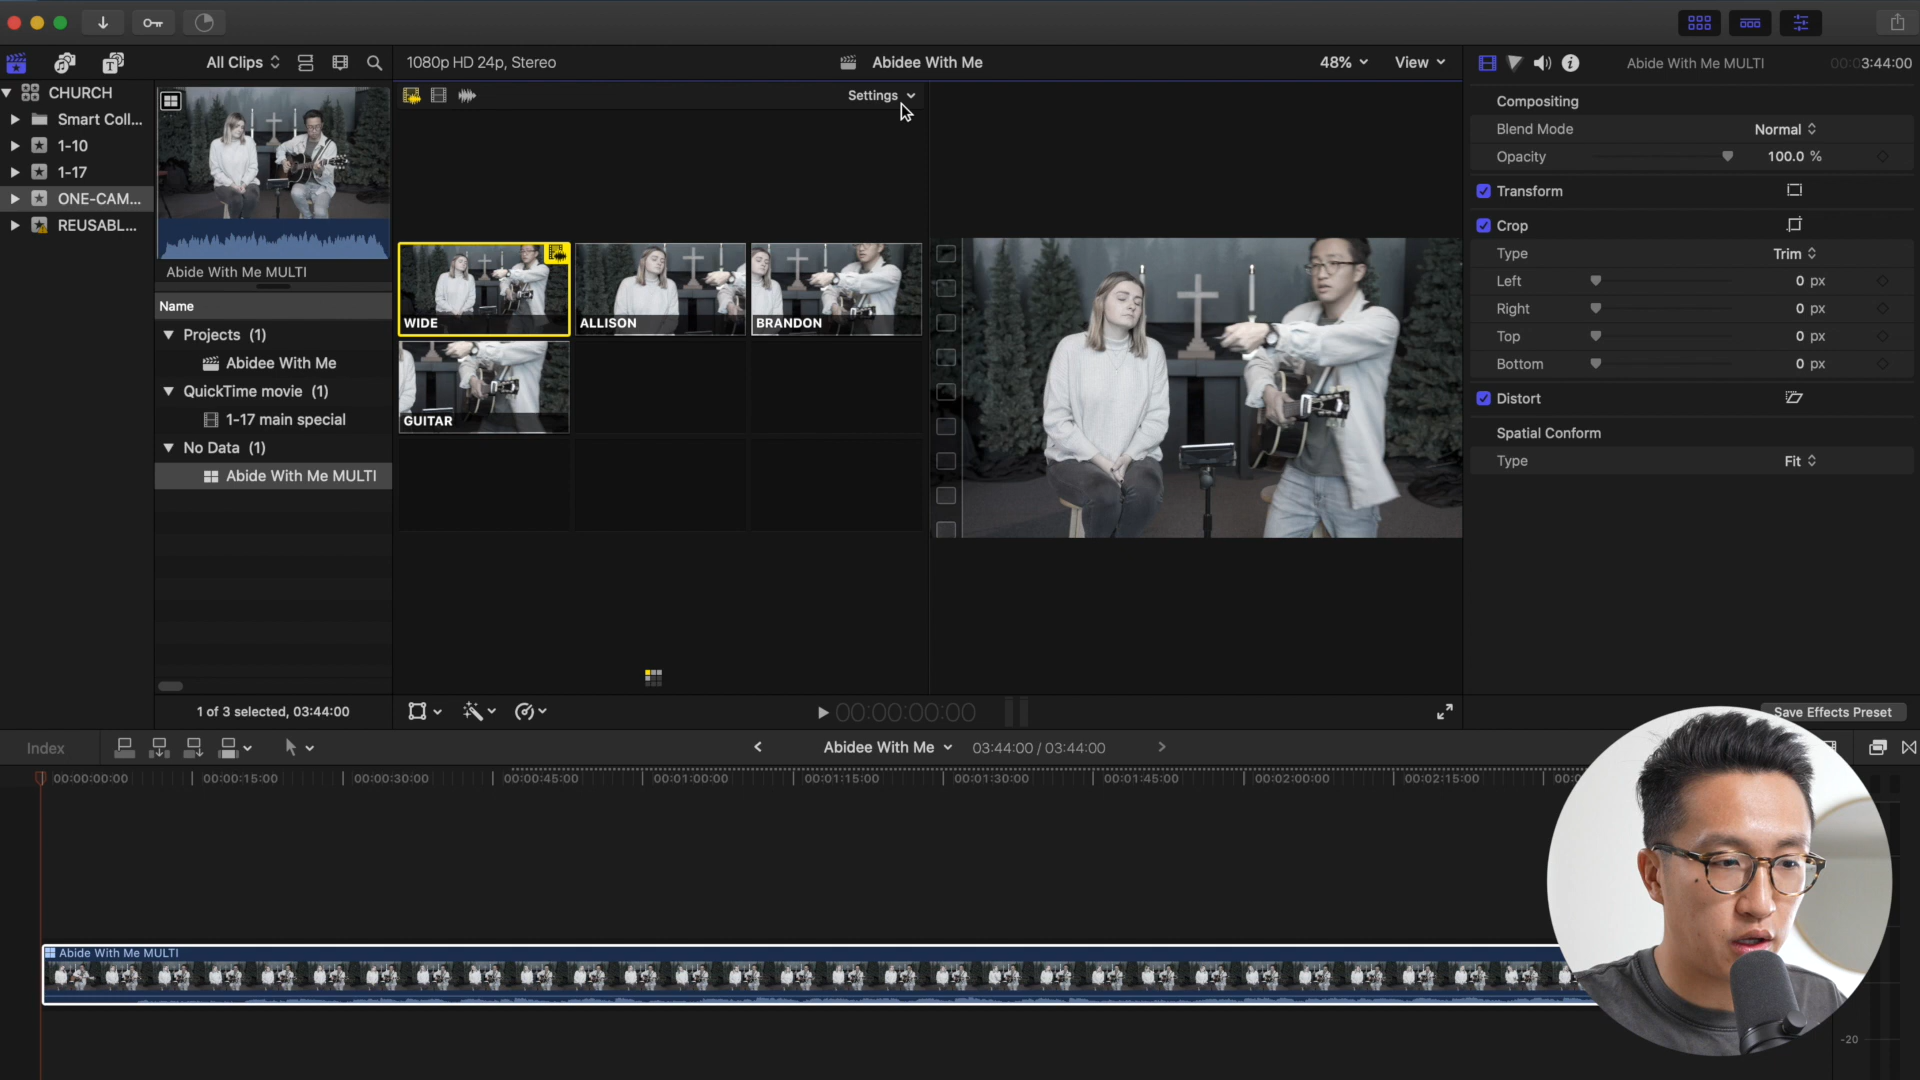 All Clips
1080p HD 24p, Stereo
Abidee With Me
48%
View
Abide With Me MULTI
00:03:44:00
CHURCH
Smart Coll...
1-10
1-17
ONE-CAM...
REUSABL...
Abide With Me MULTI
Name
Projects (1)
Abidee With Me
QuickTime movie (1)
1-17 main special
No Data (1)
Abide With Me MULTI
1 of 3 selected, 03:44:00
Settings
WIDE
ALLISON
BRANDON
GUITAR
00:00:00:00
Compositing
Blend Mode
Normal
Opacity
100.0 %
Transform
Crop
Type
Trim
Left
0 px
Right
0 px
Top
0 px
Bottom
0 px
Distort
Spatial Conform
Type
Fit
Save Effects Preset
Index
Abidee With Me
03:44:00 / 03:44:00
00:00:00:00
00:00:15:00
00:00:30:00
00:00:45:00
00:01:00:00
00:01:15:00
00:01:30:00
00:01:45:00
00:02:00:00
00:02:15:00
Abide With Me MULTI
-20